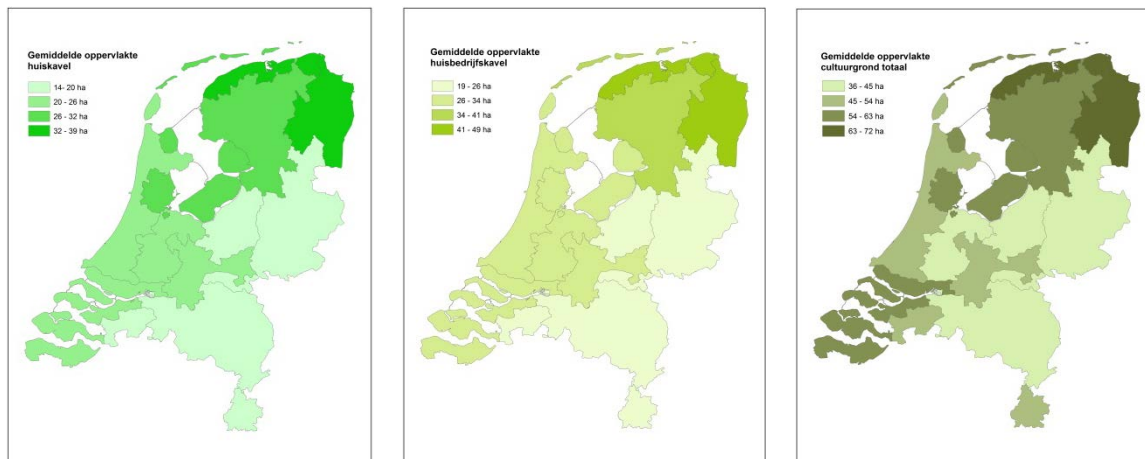 Gemiddelde oppervlakte
huiskavel
14- 20 ha
20 - 26 ha
26 - 32 ha
32 - 39 ha
Gemiddelde oppervlakte
huisbedrijfskavel
19 - 26 ha
26 - 34 ha
34 - 41 ha
41 - 49 ha
Gemiddelde oppervlakte
cultuurgrond totaal
36 - 45 ha
45 - 54 ha
54 - 63 ha
63 - 72 ha